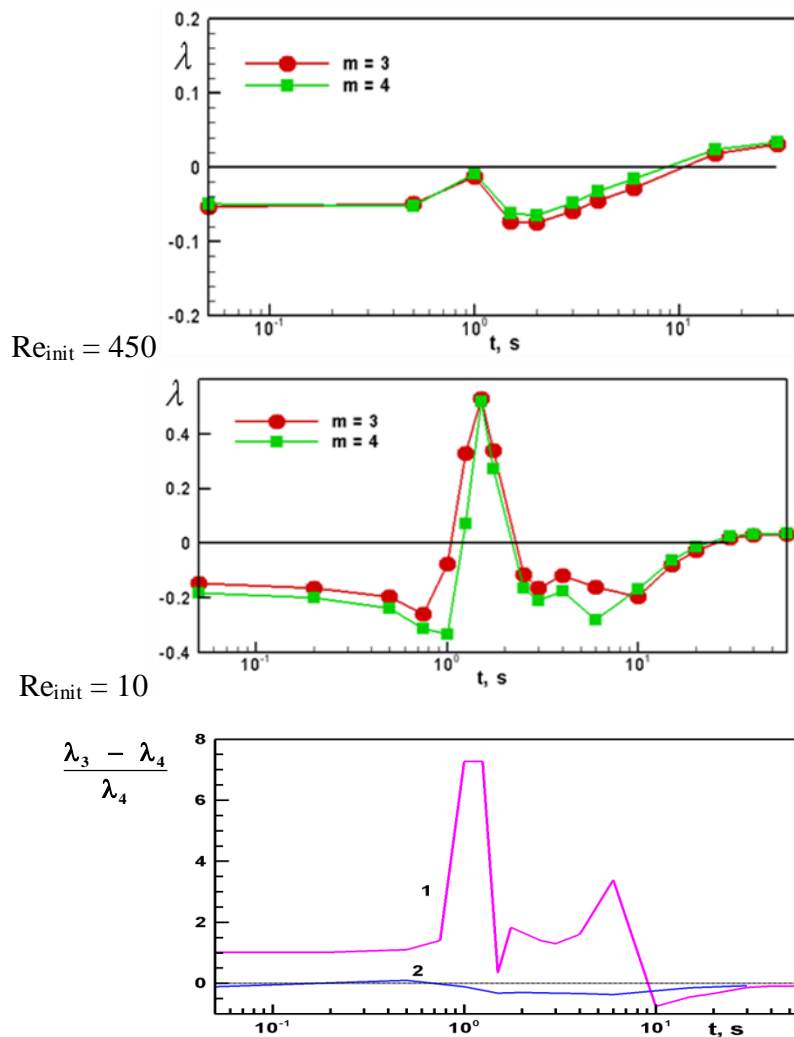 0.2
λ
m = 3
m = 4
0.1
0
-0.1
-0.2
10⁻¹ 10⁰ 10¹
t, s
Re_init = 450
λ
m = 3
m = 4
0.4
0.2
0
-0.2
-0.4
10⁻¹ 10⁰ 10¹
t, s
Re_init = 10
λ₃ − λ₄
λ₄
8
6
4
1
2
2
0
10⁻¹ 10⁰ 10¹ t, s